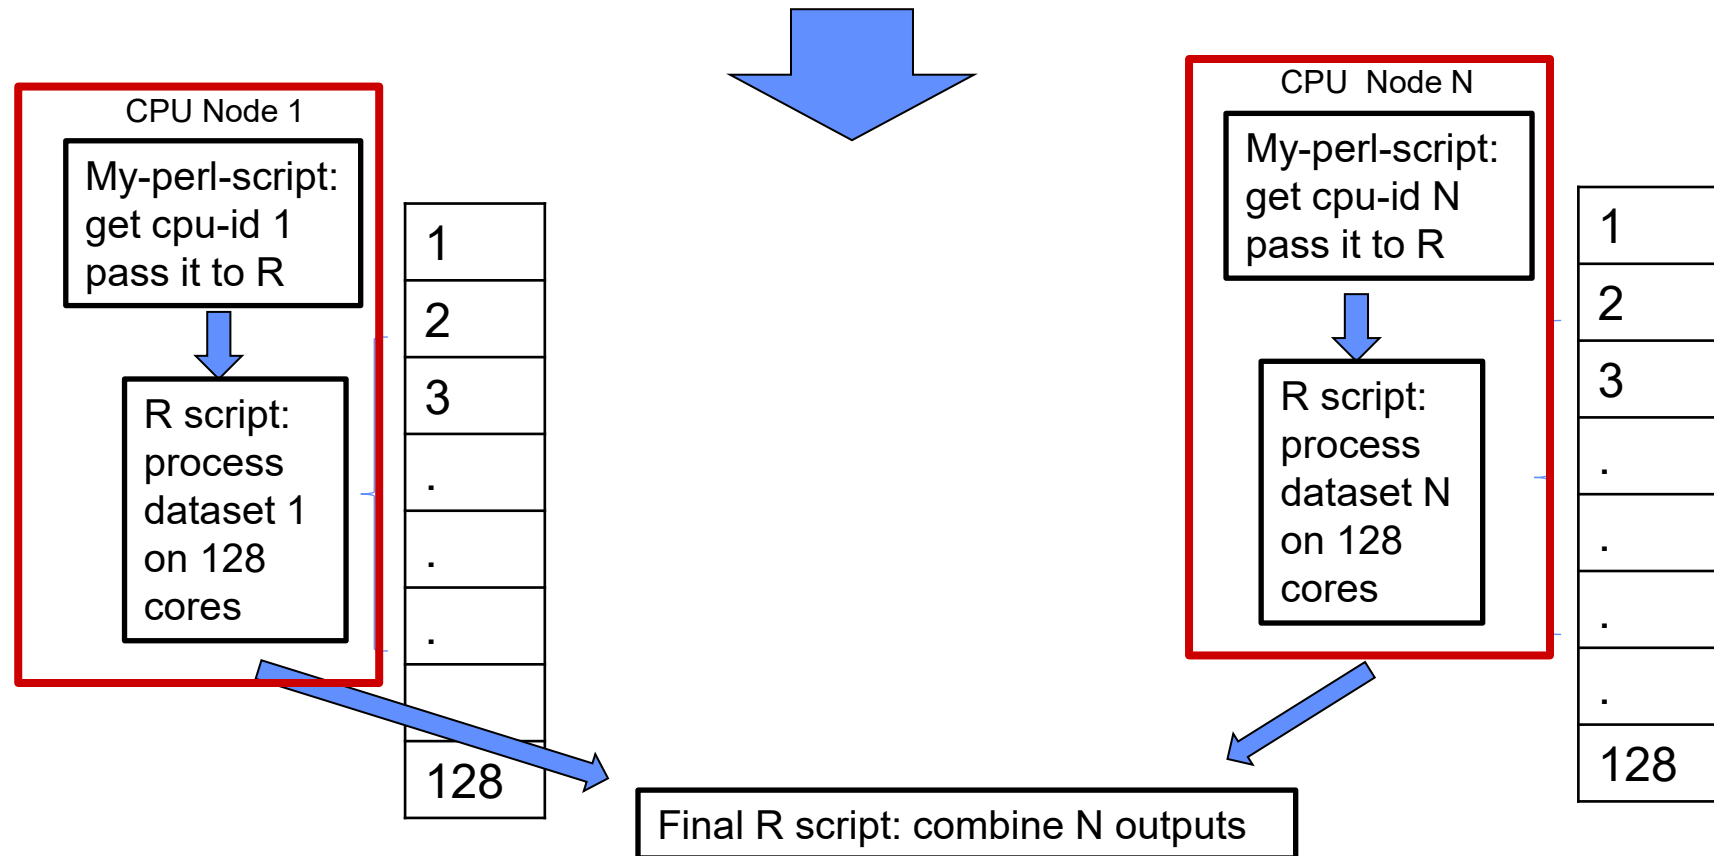 CPU Node 1
My-perl-script:
get cpu-id 1
pass it to R
R script:
process
dataset 1
on 128
cores
1
2
3
.
.
.
128
CPU  Node N
My-perl-script:
get cpu-id N
pass it to R
R script:
process
dataset N
on 128
cores
1
2
3
.
.
.
.
128
Final R script: combine N outputs